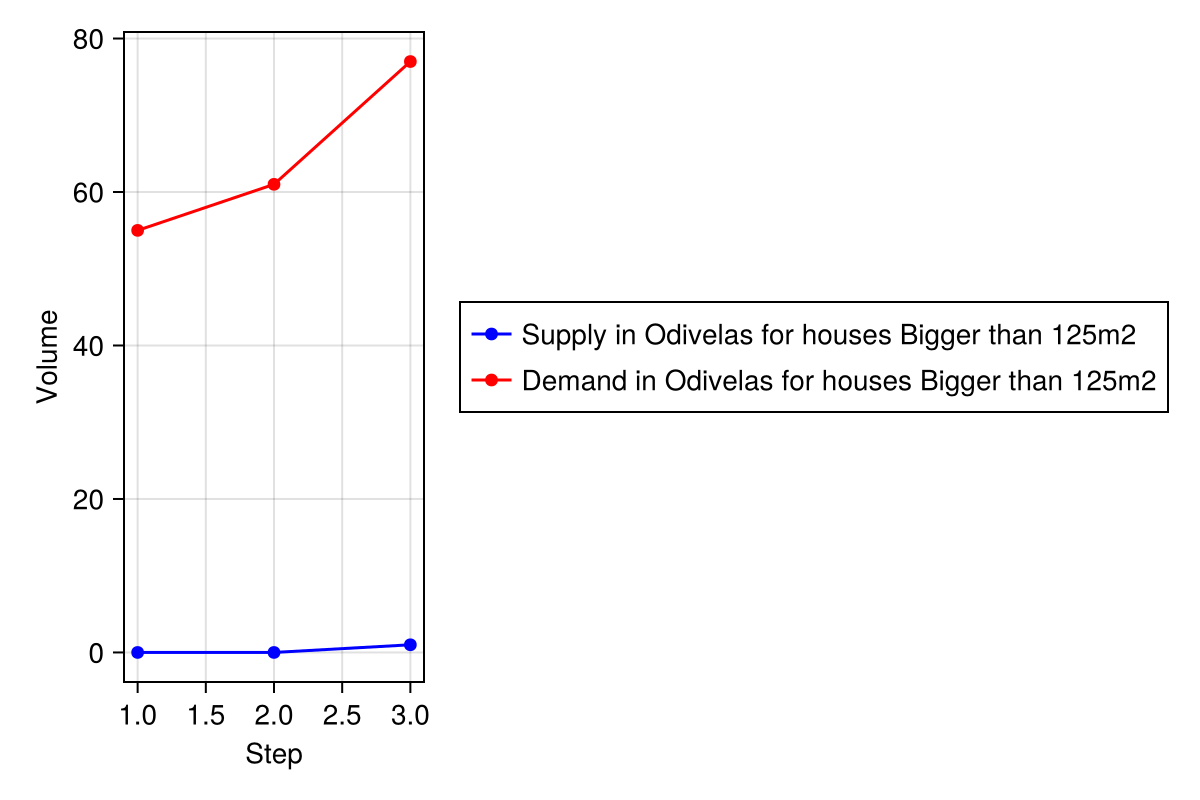 80
60
40
20
0
Volume
1.0 1.5 2.0 2.5 3.0
Step
Supply in Odivelas for houses Bigger than 125m2
Demand in Odivelas for houses Bigger than 125m2